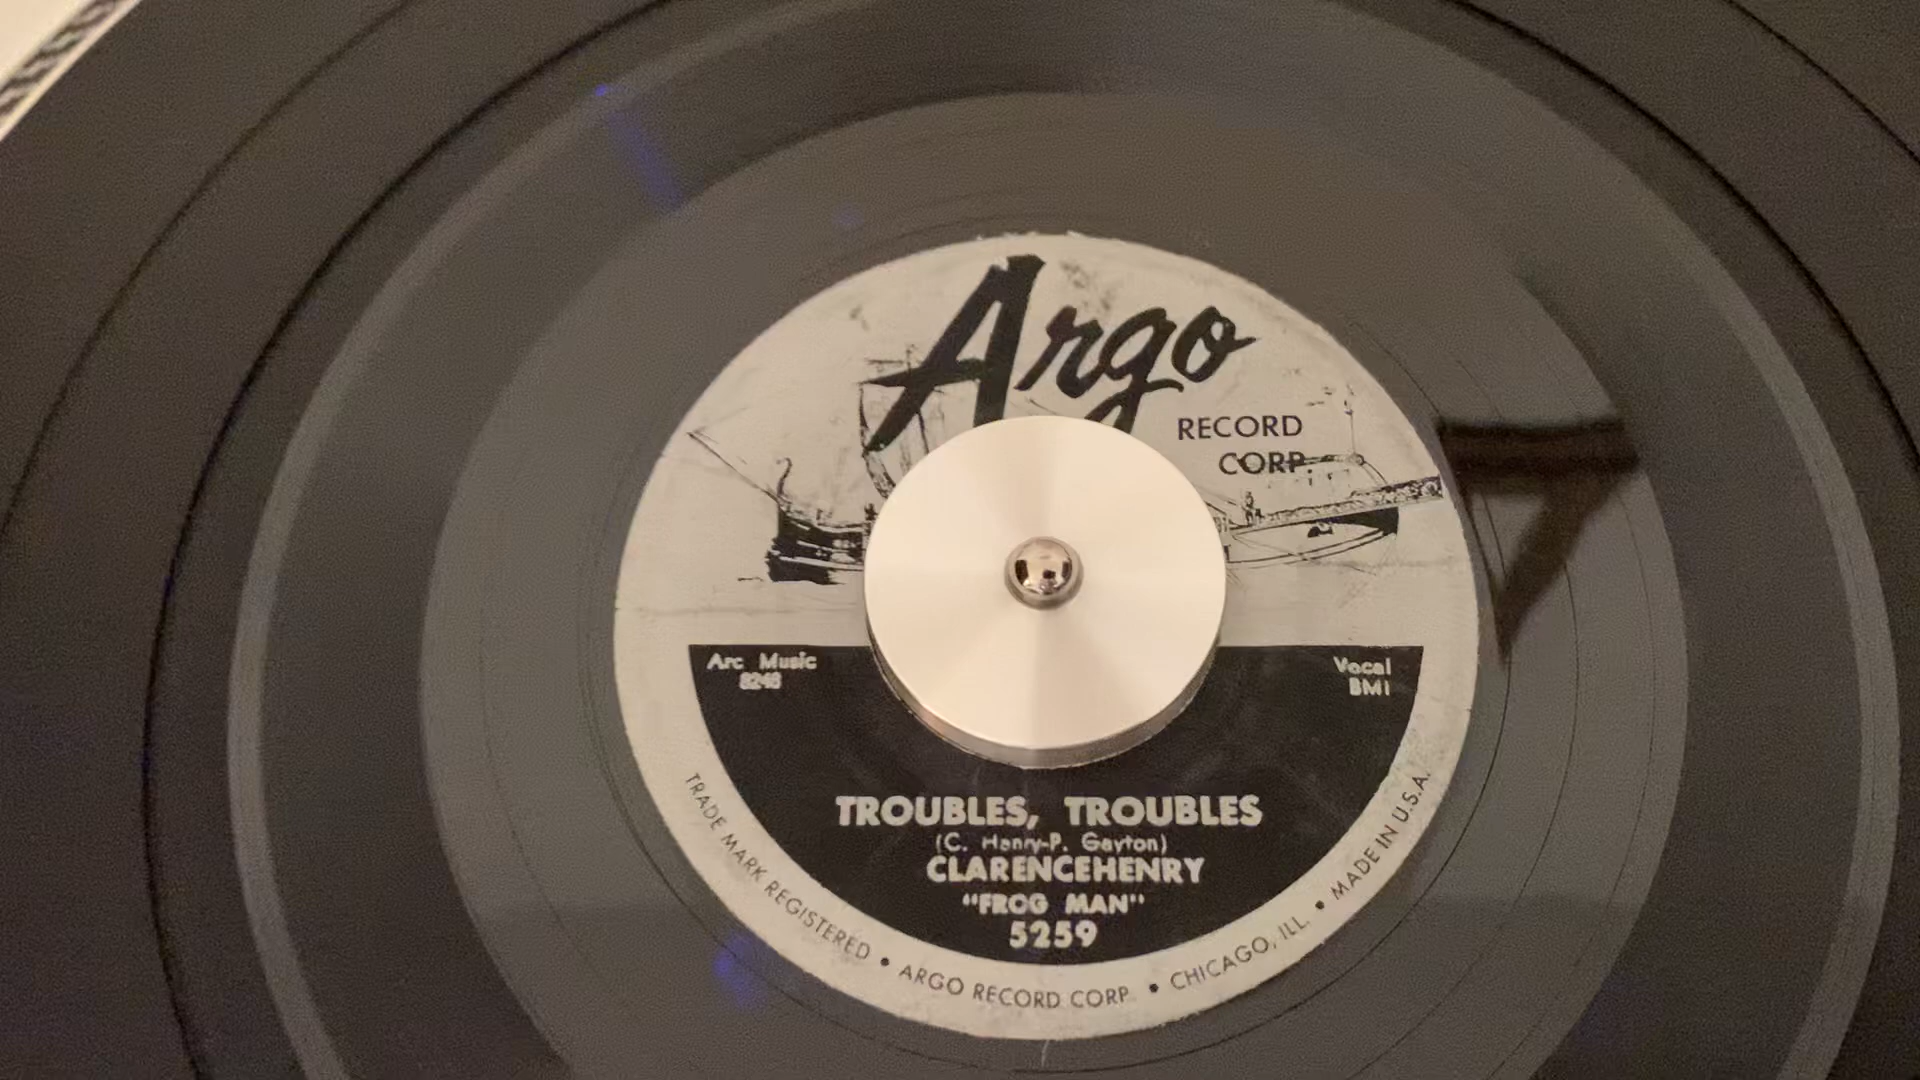 Argo
RECORD
CORP.
Arc Music
8248
Vocal
BMI
TROUBLES, TROUBLES
(C. Henry-P. Gayton)
CLARENCEHENRY
"FROG MAN"
5259
TRADE MARK REGISTERED • ARGO RECORD CORP. • CHICAGO, ILL. • MADE IN U.S.A.